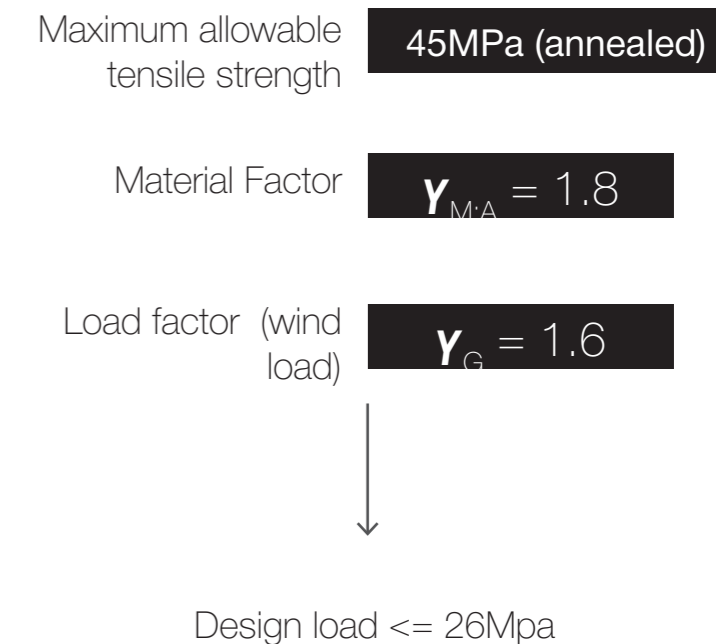 Maximum allowable
tensile strength
45MPa (annealed)
Material Factor
γM;A = 1.8
Load factor (wind
load)
γG = 1.6
Design load <= 26Mpa